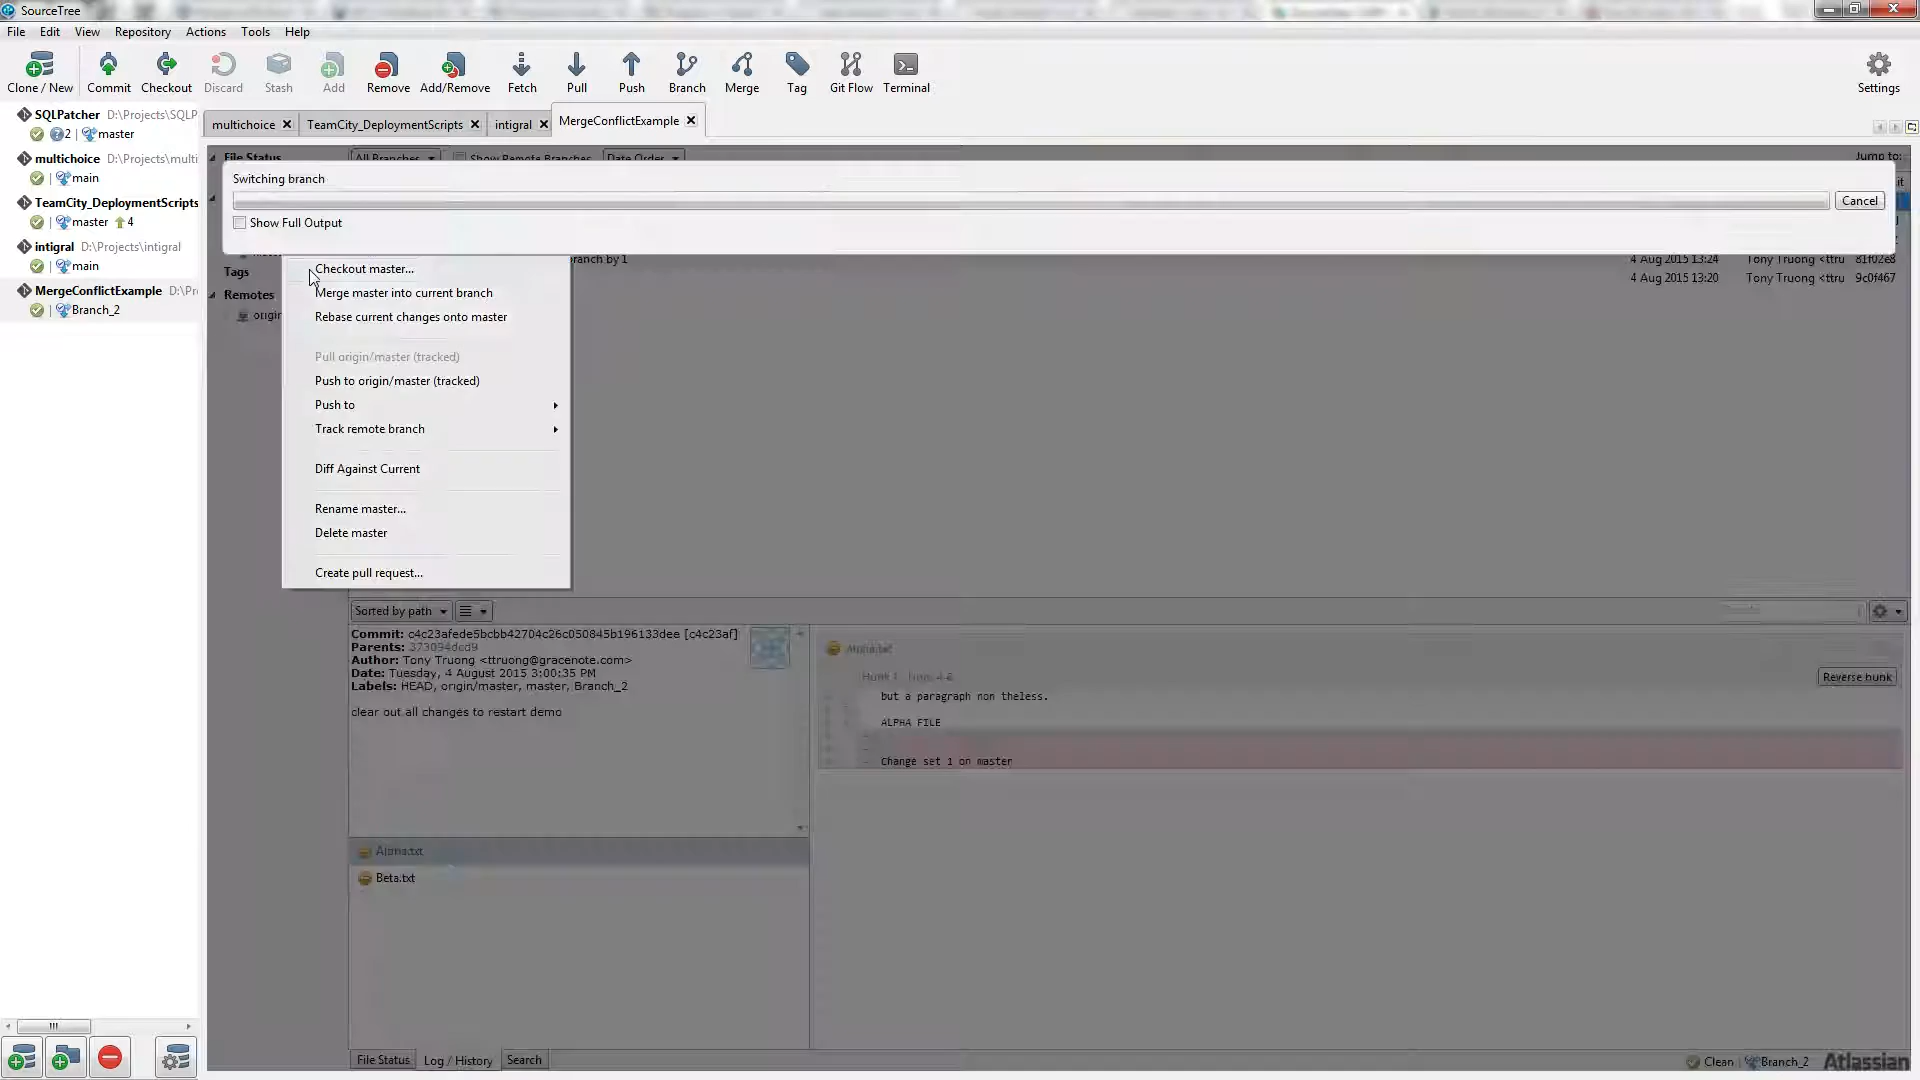 SourceTree
File Edit View Repository Actions Tools Help
Clone / New Commit Checkout Discard Stash Add Remove Add/Remove Fetch Pull Push Branch Merge Tag Git Flow Terminal Settings
SQLPatcher D:\Projects\SQLP
2 | master
multichoice D:\Projects\multi
| main
TeamCity_DeploymentScripts
| master 4
intigral D:\Projects\intigral
| main
MergeConflictExample D:\Pr
| Branch_2
multichoice TeamCity_DeploymentScripts intigral MergeConflictExample
File Status All Branches Show Remote Branches Date Order Jump to:
Switching branch
Cancel
Show Full Output
Tags
Remotes
origin
ranch by 1 4 Aug 2015 13:24 Tony Truong <ttru 81f02e8
4 Aug 2015 13:20 Tony Truong <ttru 9c0f467
Checkout master...
Merge master into current branch
Rebase current changes onto master
Pull origin/master (tracked)
Push to origin/master (tracked)
Push to
Track remote branch
Diff Against Current
Rename master...
Delete master
Create pull request...
Sorted by path
Commit: c4c23afede5bcbb42704c26c050845b196133dee [c4c23af]
Parents: 373094dcd9
Author: Tony Truong <ttruong@gracenote.com>
Date: Tuesday, 4 August 2015 3:00:35 PM
Labels: HEAD, origin/master, master, Branch_2
clear out all changes to restart demo
Alpha.txt
Hunk 1 : Lines 4-6
Reverse hunk
but a paragraph non theless.
ALPHA FILE
Change set 1 on master
Alpha.txt
Beta.txt
File Status Log / History Search
Clean | Branch_2 Atlassian